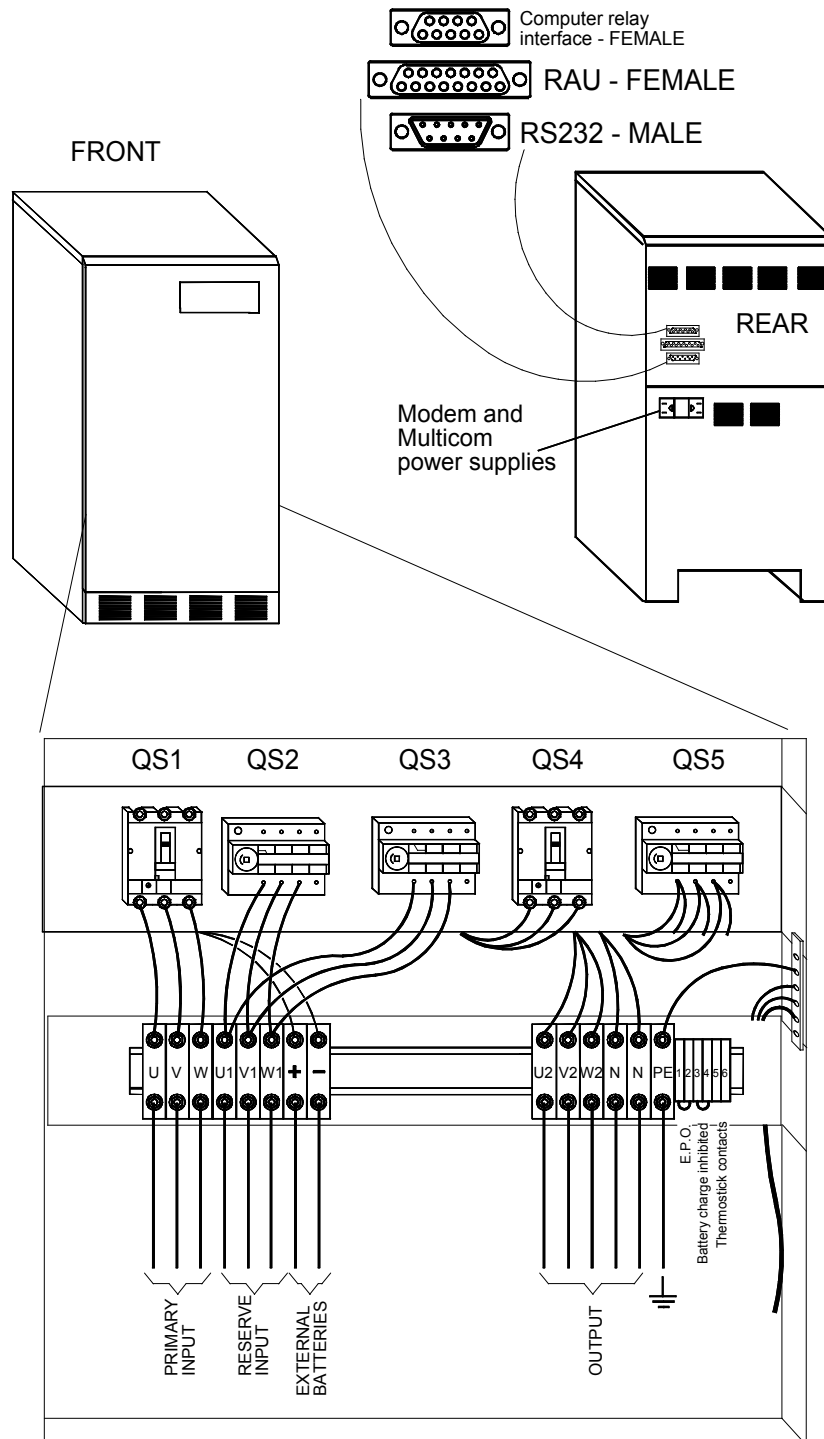 Computer relay
interface - FEMALE
RAU - FEMALE
RS232 - MALE
FRONT
REAR
Modem and
Multicom
power supplies
QS1 QS2 QS3 QS4 QS5
U V W U1 V1 W1 + - U2 V2 W2 N N PE 1 2 3 4 5 6
E.P.O.
Battery charge inhibited
Thermostick contacts
PRIMARY
INPUT
RESERVE
INPUT
EXTERNAL
BATTERIES
OUTPUT